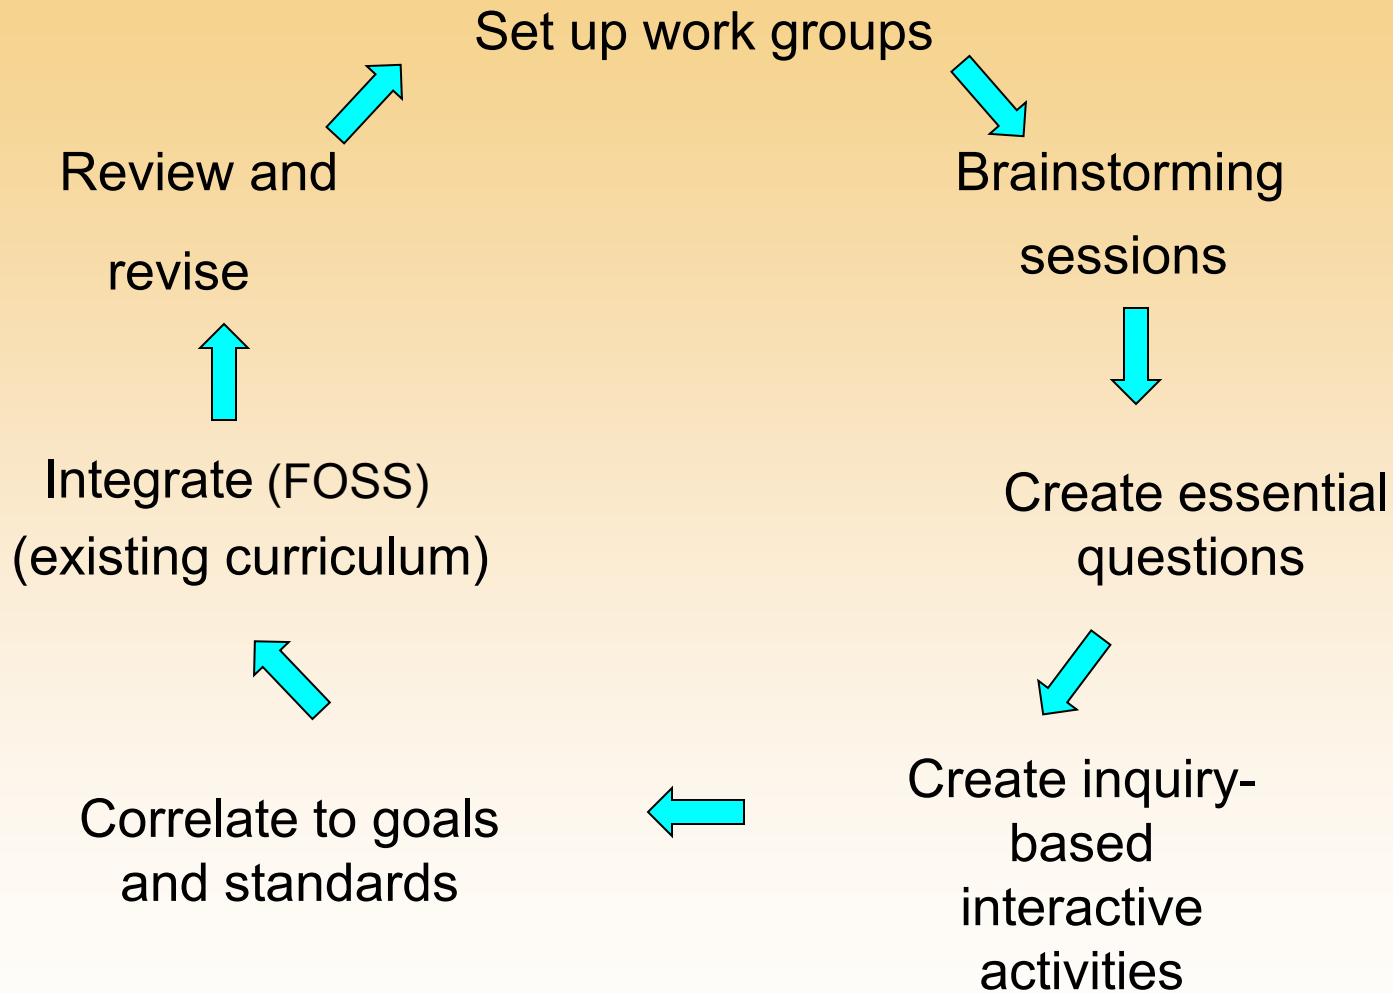 Set up work groups
Brainstorming
sessions
Create essential
questions
Create inquiry-
based
interactive
activities
Correlate to goals
and standards
Integrate (FOSS)
(existing curriculum)
Review and
revise